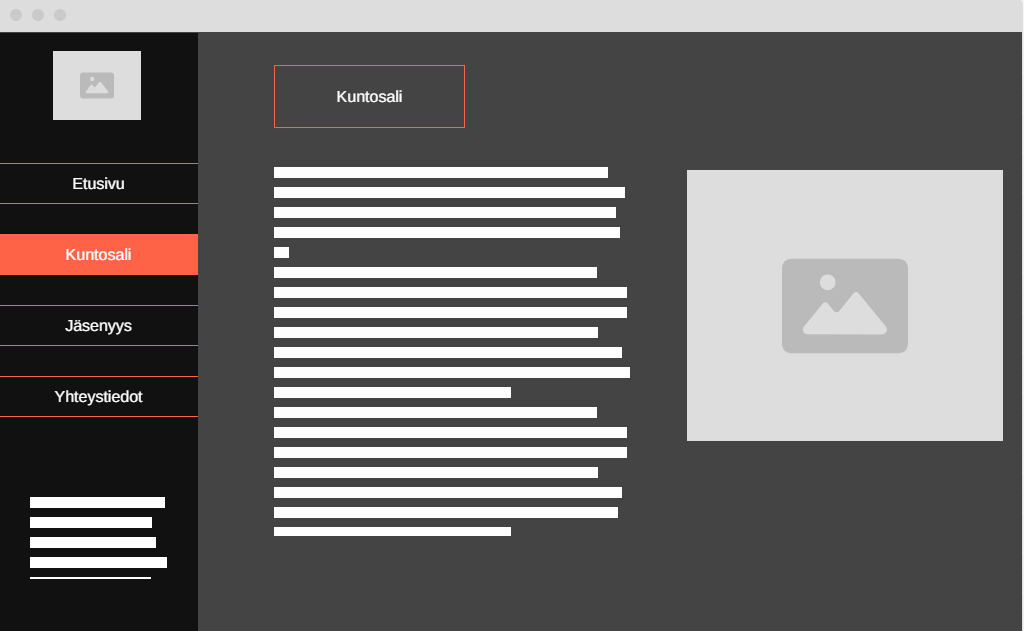 Kuntosali
Etusivu
Kuntosali
Jäsenyys
Yhteystiedot